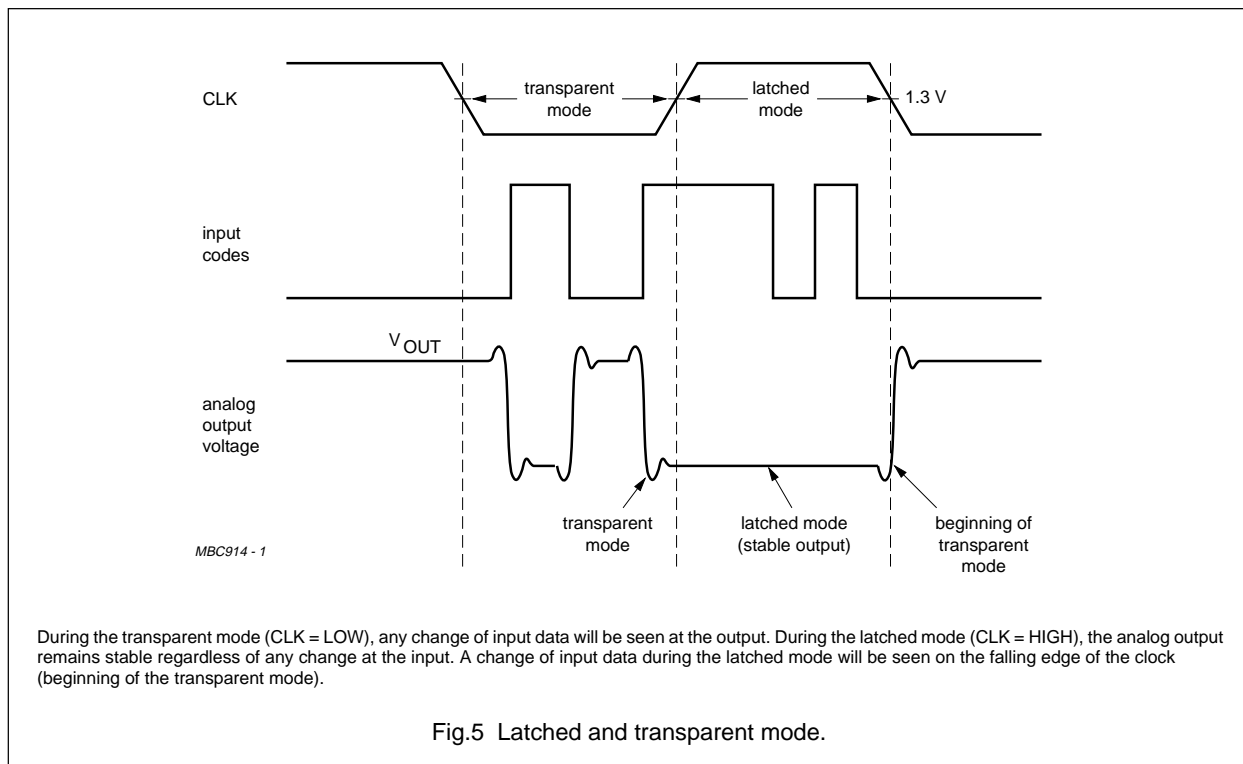 CLK
transparent
mode
latched
mode
1.3 V
input
codes
V OUT
analog
output
voltage
transparent
mode
latched mode
(stable output)
beginning of
transparent
mode
MBC914 - 1
During the transparent mode (CLK = LOW), any change of input data will be seen at the output. During the latched mode (CLK = HIGH), the analog output
remains stable regardless of any change at the input. A change of input data during the latched mode will be seen on the falling edge of the clock
(beginning of the transparent mode).
Fig.5 Latched and transparent mode.